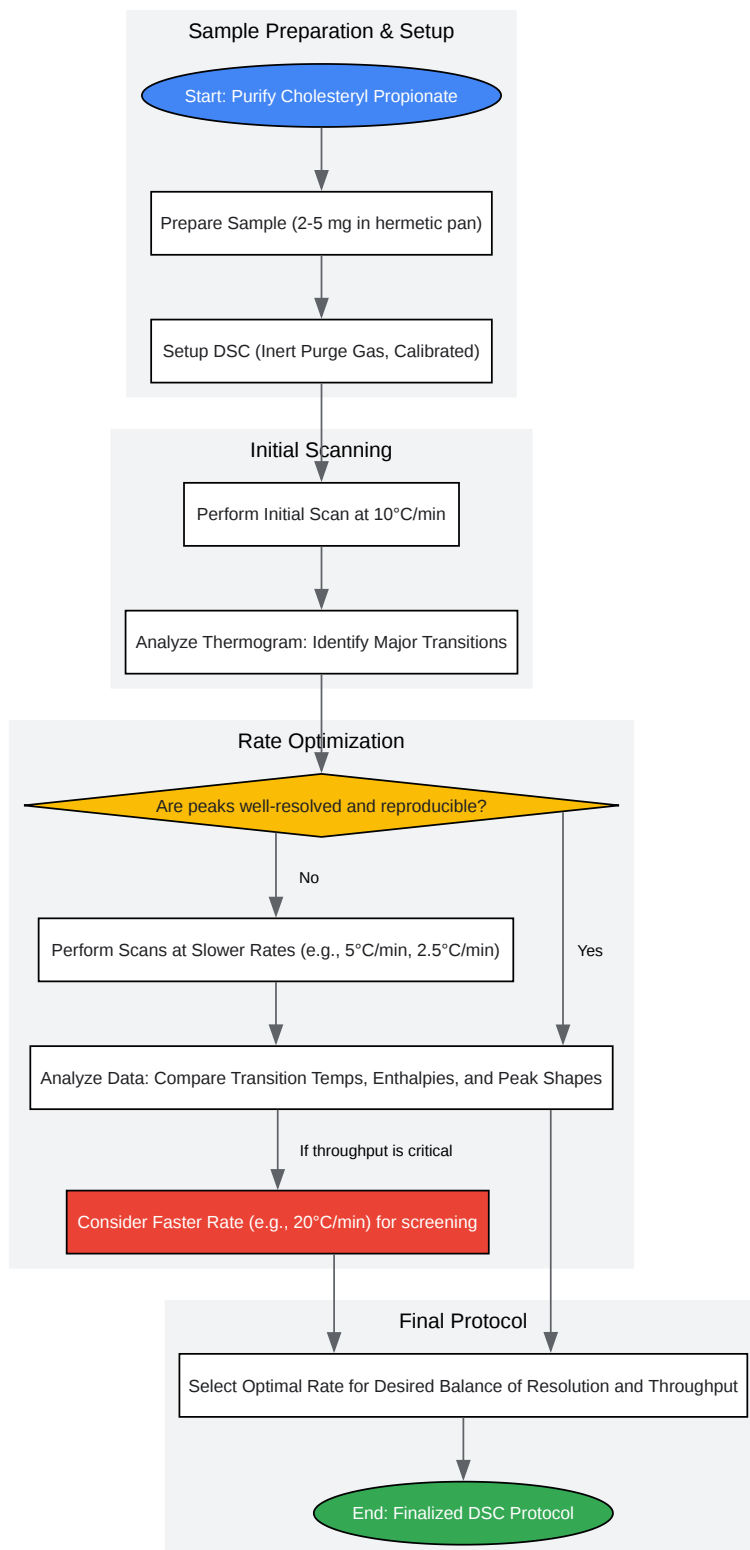 Sample Preparation & Setup
Start: Purify Cholesteryl Propionate
Prepare Sample (2-5 mg in hermetic pan)
Setup DSC (Inert Purge Gas, Calibrated)
Initial Scanning
Perform Initial Scan at 10°C/min
Analyze Thermogram: Identify Major Transitions
Rate Optimization
Are peaks well-resolved and reproducible?
No
Perform Scans at Slower Rates (e.g., 5°C/min, 2.5°C/min)
Yes
Analyze Data: Compare Transition Temps, Enthalpies, and Peak Shapes
If throughput is critical
Consider Faster Rate (e.g., 20°C/min) for screening
Final Protocol
Select Optimal Rate for Desired Balance of Resolution and Throughput
End: Finalized DSC Protocol